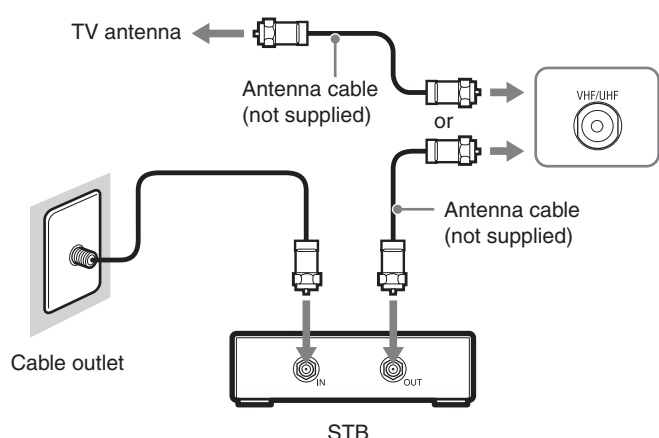 TV antenna
Antenna cable
(not supplied)
VHF/UHF
or
Antenna cable
(not supplied)
Cable outlet
IN
OUT
STB